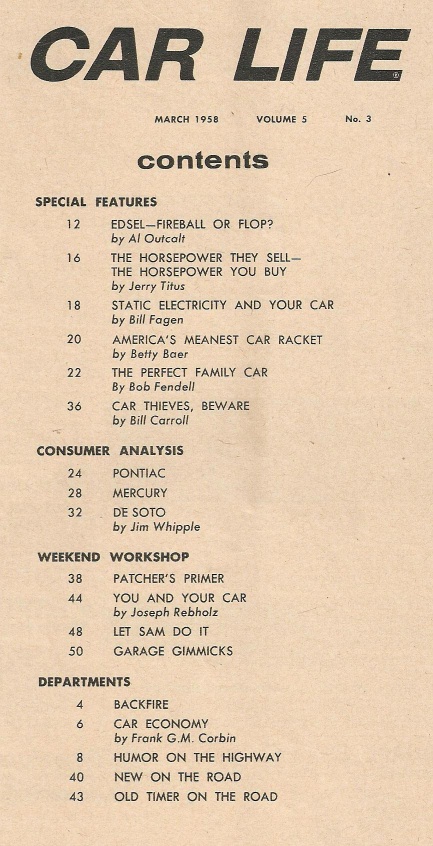 CAR LIFE®
MARCH 1958 VOLUME 5 No. 3
contents
SPECIAL FEATURES
12 EDSEL—FIREBALL OR FLOP?
by Al Outcalt
16 THE HORSEPOWER THEY SELL—
THE HORSEPOWER YOU BUY
by Jerry Titus
18 STATIC ELECTRICITY AND YOUR CAR
by Bill Fagen
20 AMERICA'S MEANEST CAR RACKET
by Betty Baer
22 THE PERFECT FAMILY CAR
By Bob Fendell
36 CAR THIEVES, BEWARE
by Bill Carroll
CONSUMER ANALYSIS
24 PONTIAC
28 MERCURY
32 DE SOTO
by Jim Whipple
WEEKEND WORKSHOP
38 PATCHER'S PRIMER
44 YOU AND YOUR CAR
by Joseph Rebholz
48 LET SAM DO IT
50 GARAGE GIMMICKS
DEPARTMENTS
4 BACKFIRE
6 CAR ECONOMY
by Frank G.M. Corbin
8 HUMOR ON THE HIGHWAY
40 NEW ON THE ROAD
43 OLD TIMER ON THE ROAD